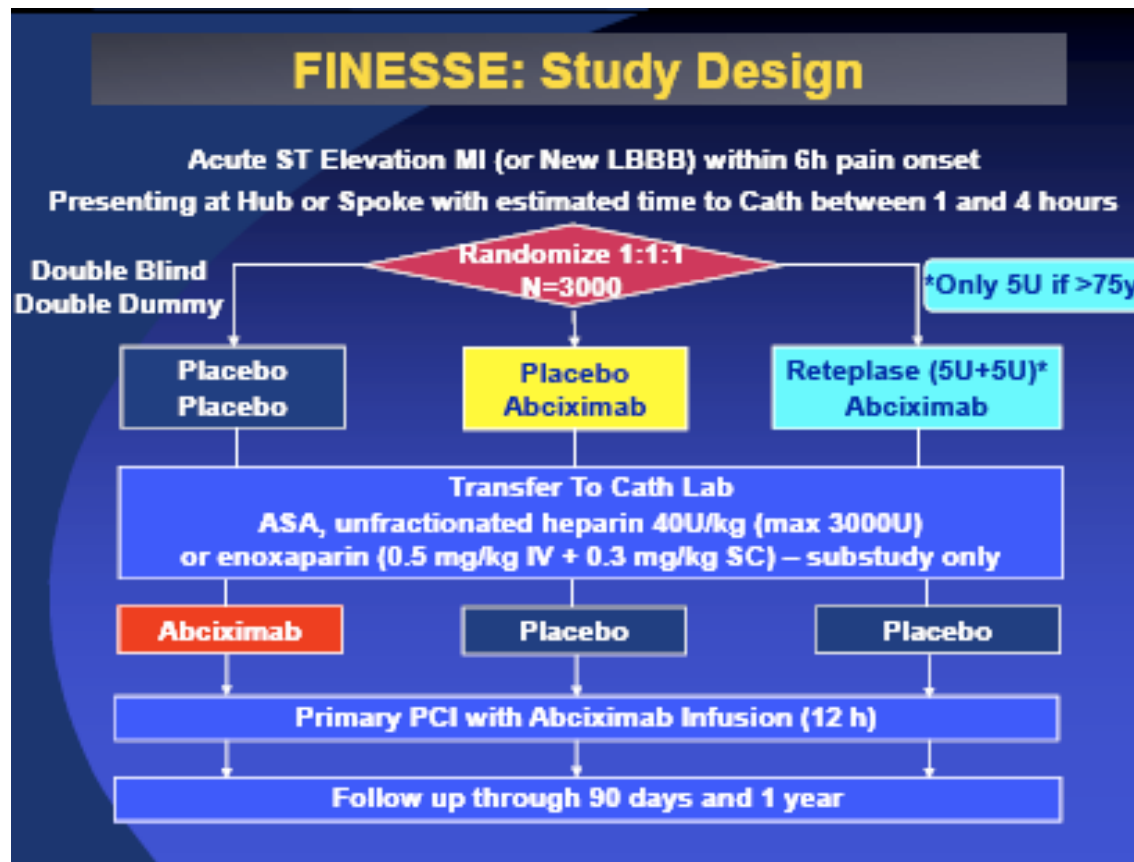 FINESSE: Study Design
Acute ST Elevation MI (or New LBBB) within 6h pain onset
Presenting at Hub or Spoke with estimated time to Cath between 1 and 4 hours
Randomize 1:1:1
N=3000
Double Blind
Double Dummy
*Only 5U if >75y
Placebo
Placebo
Placebo
Abciximab
Reteplase (5U+5U)*
Abciximab
Transfer To Cath Lab
ASA, unfractionated heparin 40U/kg (max 3000U)
or enoxaparin (0.5 mg/kg IV + 0.3 mg/kg SC) – substudy only
Abciximab
Placebo
Placebo
Primary PCI with Abciximab Infusion (12 h)
Follow up through 90 days and 1 year